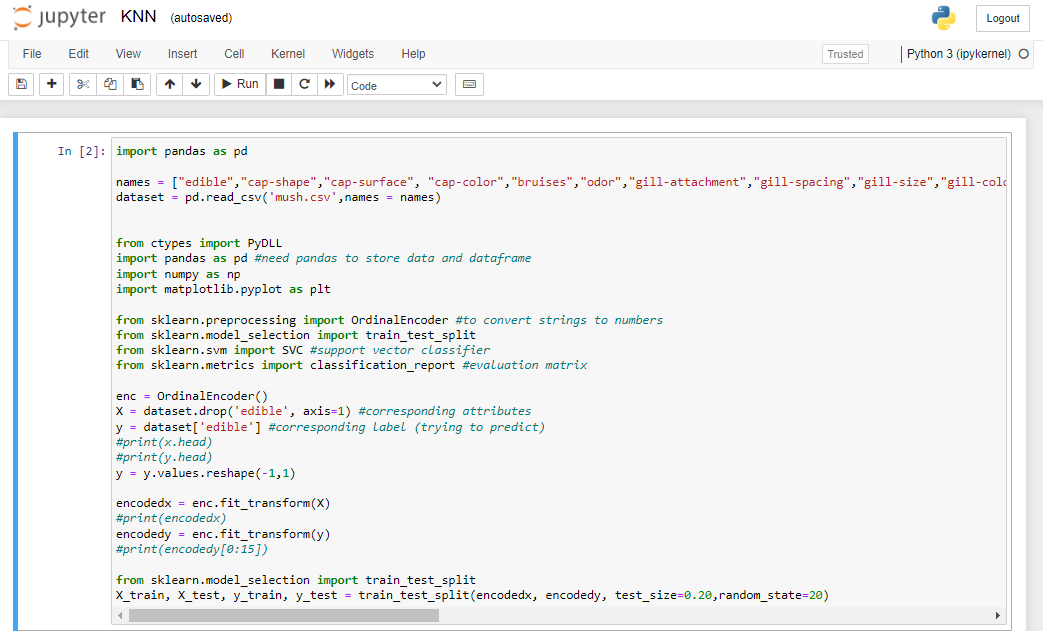 jupyter KNN (autosaved)
Logout
File Edit View Insert Cell Kernel Widgets Help
Trusted
Python 3 (ipykernel)
Run
Code
In [2]:
import pandas as pd
names = ["edible","cap-shape","cap-surface", "cap-color","bruises","odor","gill-attachment","gill-spacing","gill-size","gill-colo
dataset = pd.read_csv('mush.csv',names = names)
from ctypes import PyDLL
import pandas as pd #need pandas to store data and dataframe
import numpy as np
import matplotlib.pyplot as plt
from sklearn.preprocessing import OrdinalEncoder #to convert strings to numbers
from sklearn.model_selection import train_test_split
from sklearn.svm import SVC #support vector classifier
from sklearn.metrics import classification_report #evaluation matrix
enc = OrdinalEncoder()
X = dataset.drop('edible', axis=1) #corresponding attributes
y = dataset['edible'] #corresponding label (trying to predict)
#print(x.head)
#print(y.head)
y = y.values.reshape(-1,1)
encodedx = enc.fit_transform(X)
#print(encodedx)
encodedy = enc.fit_transform(y)
#print(encodedy[0:15])
from sklearn.model_selection import train_test_split
X_train, X_test, y_train, y_test = train_test_split(encodedx, encodedy, test_size=0.20,random_state=20)